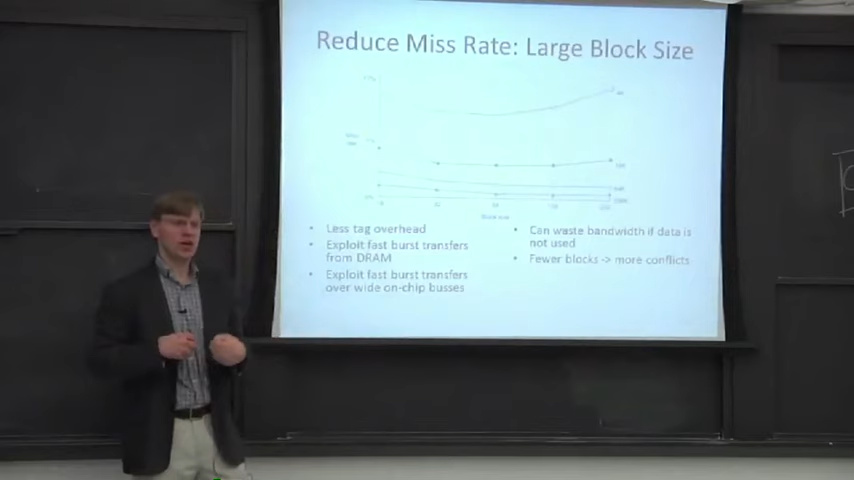 Reduce Miss Rate: Large Block Size
• Less tag overhead
• Exploit fast burst transfers
from DRAM
• Exploit fast burst transfers
over wide on-chip busses
• Can waste bandwidth if data is
not used
• Fewer blocks -> more conflicts